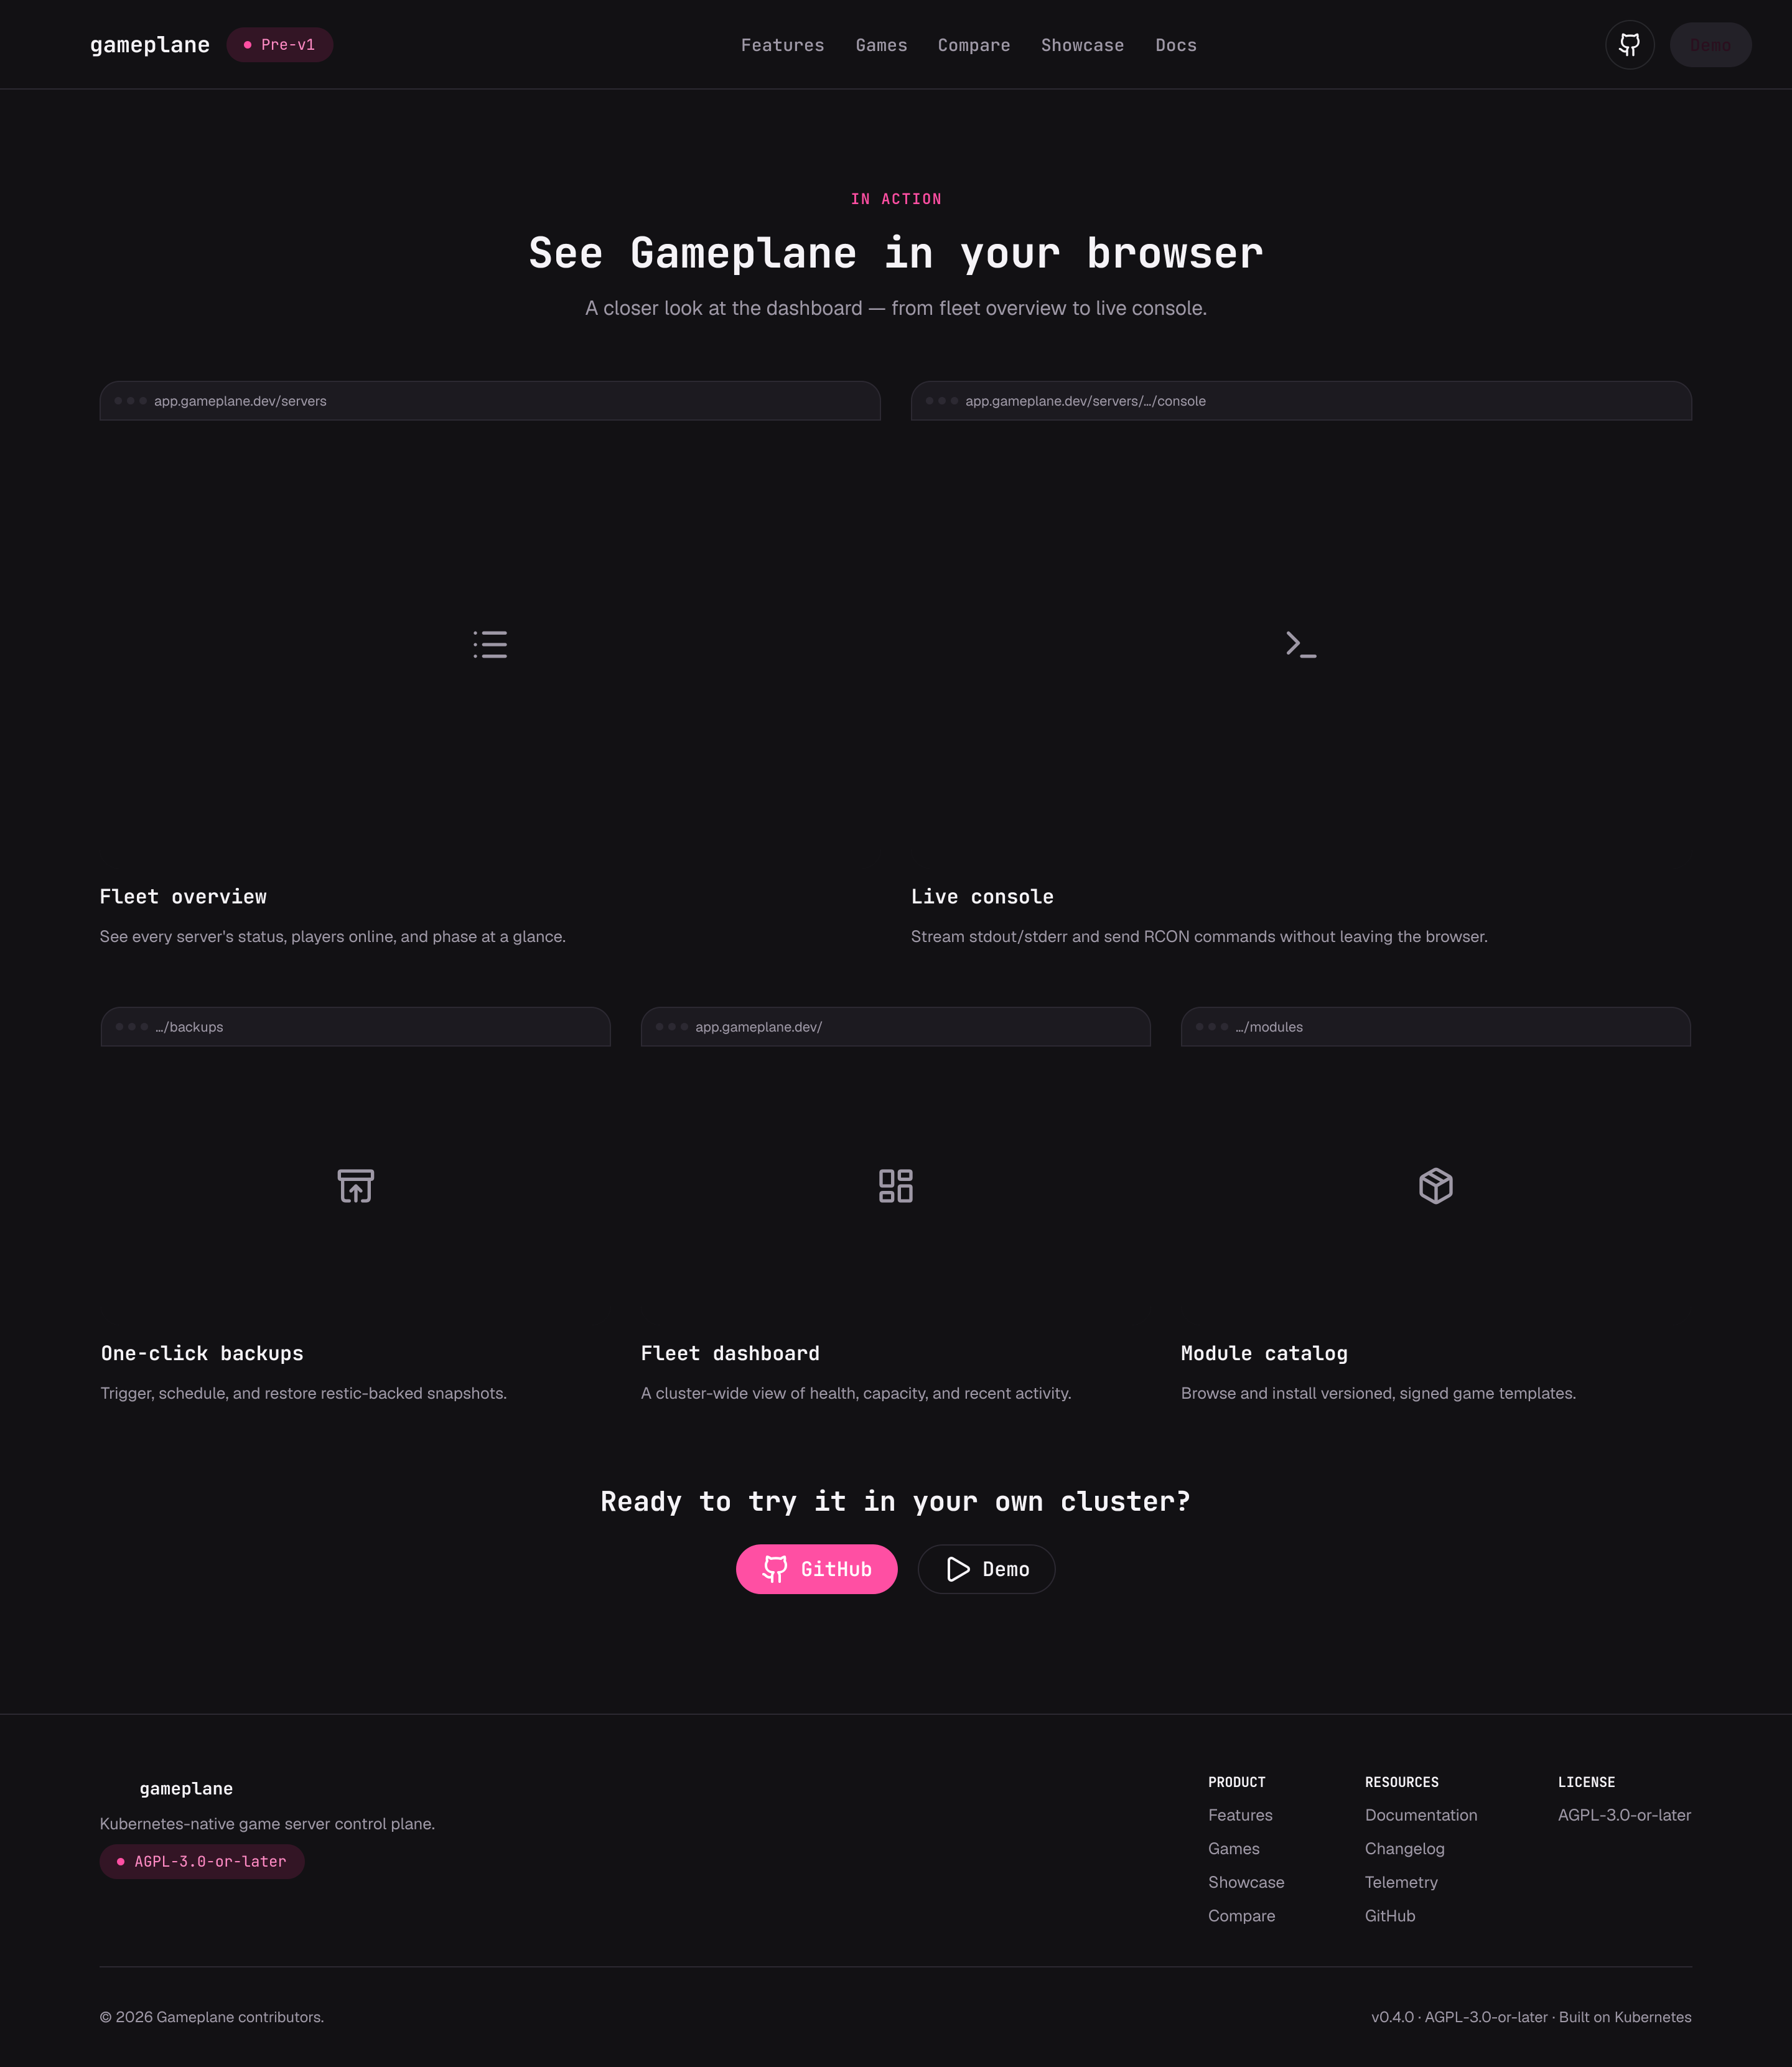 gameplane
Pre-v1
Features
Games
Compare
Showcase
Docs
Demo
IN ACTION
See Gameplane in your browser
A closer look at the dashboard — from fleet overview to live console.
app.gameplane.dev/servers
app.gameplane.dev/servers/.../console
Fleet overview
See every server's status, players online, and phase at a glance.
Live console
Stream stdout/stderr and send RCON commands without leaving the browser.
.../backups
app.gameplane.dev/
.../modules
One-click backups
Trigger, schedule, and restore restic-backed snapshots.
Fleet dashboard
A cluster-wide view of health, capacity, and recent activity.
Module catalog
Browse and install versioned, signed game templates.
Ready to try it in your own cluster?
GitHub
Demo
gameplane
Kubernetes-native game server control plane.
AGPL-3.0-or-later
PRODUCT
Features
Games
Showcase
Compare
RESOURCES
Documentation
Changelog
Telemetry
GitHub
LICENSE
AGPL-3.0-or-later
© 2026 Gameplane contributors.
v0.4.0 · AGPL-3.0-or-later · Built on Kubernetes